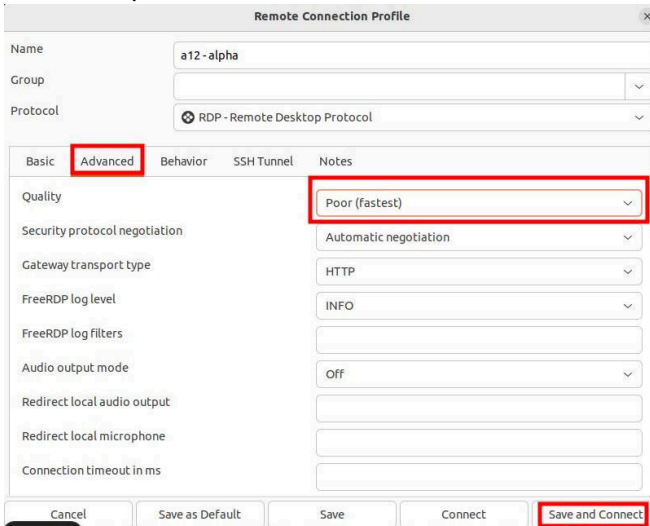 Remote Connection Profile
Name a12-alpha
Group
Protocol RDP - Remote Desktop Protocol
Basic Advanced Behavior SSH Tunnel Notes
Quality Poor (fastest)
Security protocol negotiation Automatic negotiation
Gateway transport type HTTP
FreeRDP log level INFO
FreeRDP log filters
Audio output mode Off
Redirect local audio output
Redirect local microphone
Connection timeout in ms
Cancel Save as Default Save Connect Save and Connect